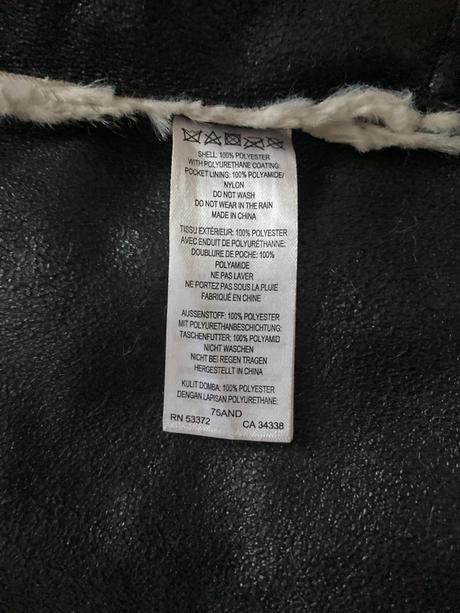 SHELL: 100% POLYESTER
WITH POLYURETHANE COATING:
POCKET LINING: 100% POLYAMIDE/
NYLON
DO NOT WASH
DO NOT WEAR IN THE RAIN
MADE IN CHINA
TISSU EXTÉRIEUR: 100% POLYESTER
AVEC ENDUIT DE POLYURÉTHANNE:
DOUBLURE DE POCHE: 100%
POLYAMIDE
NE PAS LAVER
NE PORTEZ PAS SOUS LA PLUIE
FABRIQUÉ EN CHINE
AUSSENSTOFF: 100% POLYESTER
MIT POLYURETHANBESCHICHTUNG:
TASCHENFUTTER: 100% POLYAMID
NICHT WASCHEN
NICHT BEI REGEN TRAGEN
HERGESTELLT IN CHINA
KULIT DOMBA: 100% POLYESTER
DENGAN LAPISAN POLYURETHANE:
75AND
RN 53372 CA 34338